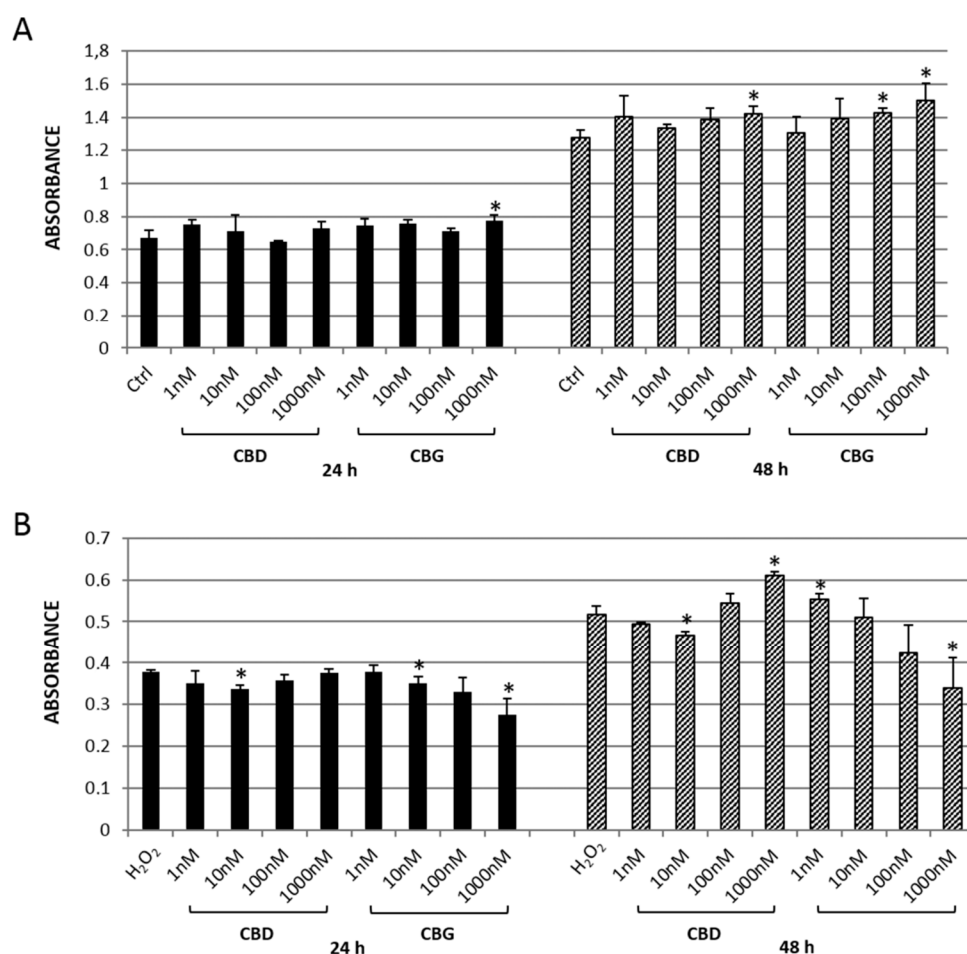 A
ABSORBANCE
1,8
1.6
1.4
1.2
1
0.8
0.6
0.4
0.2
0
* * * *
Ctrl 1nM 10nM 100nM 1000nM 1nM 10nM 100nM 1000nM Ctrl 1nM 10nM 100nM 1000nM 1nM 10nM 100nM 1000nM
CBD CBG CBD CBG
24 h 48 h
B
ABSORBANCE
0.7
0.6
0.5
0.4
0.3
0.2
0.1
0
* * * * * * *
H₂O₂ 1nM 10nM 100nM 1000nM 1nM 10nM 100nM 1000nM H₂O₂ 1nM 10nM 100nM 1000nM 1nM 10nM 100nM 1000nM
CBD CBG CBD
24 h 48 h